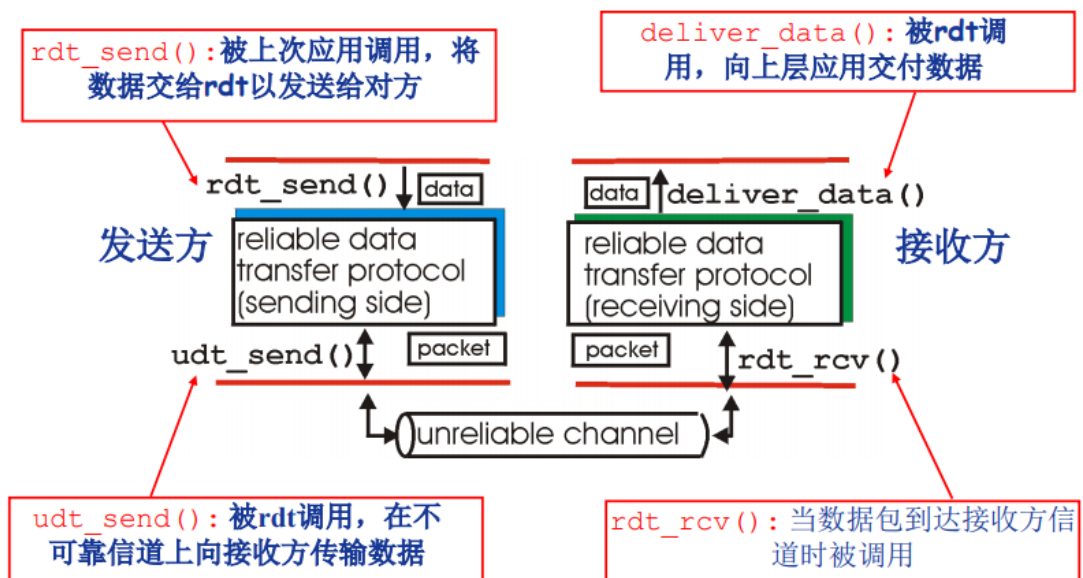 rdt_send():被上次应用调用，将
数据交给rdt以发送给对方
deliver_data():被rdt调
用，向上层应用交付数据
rdt_send()
data
data
deliver_data()
发送方
reliable data
transfer protocol
(sending side)
reliable data
transfer protocol
(receiving side)
接收方
udt_send()
packet
packet
rdt_rcv()
unreliable channel
udt_send():被rdt调用，在不
可靠信道上向接收方传输数据
rdt_rcv():当数据包到达接收方信
道时被调用